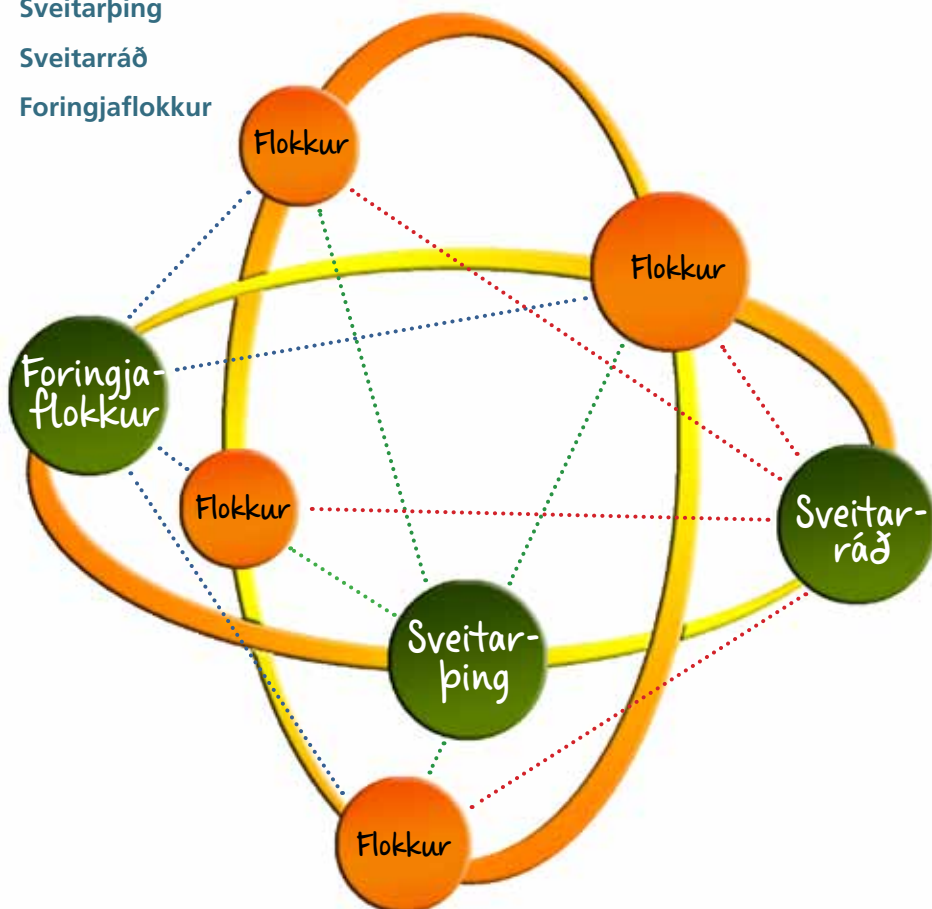 Sveitarþing
Sveitarráð
Foringjaflokkur
Flokkur
Flokkur
Foringja-
flokkur
Flokkur
Sveitar-
ráð
Sveitar-
þing
Flokkur